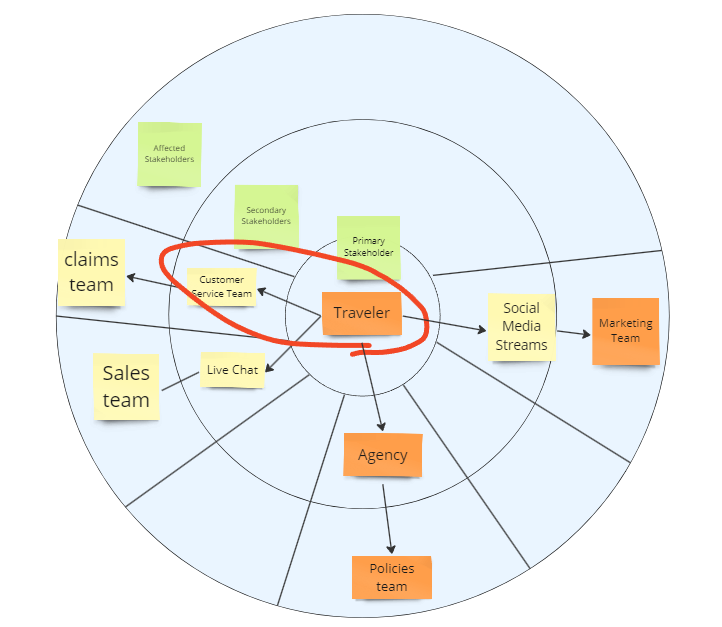 Affected
Stakeholders
Secondary
Stakeholders
Primary
Stakeholder
claims
team
Customer
Service Team
Traveler
Social
Media
Streams
Marketing
Team
Sales
team
Live Chat
Agency
Policies
team